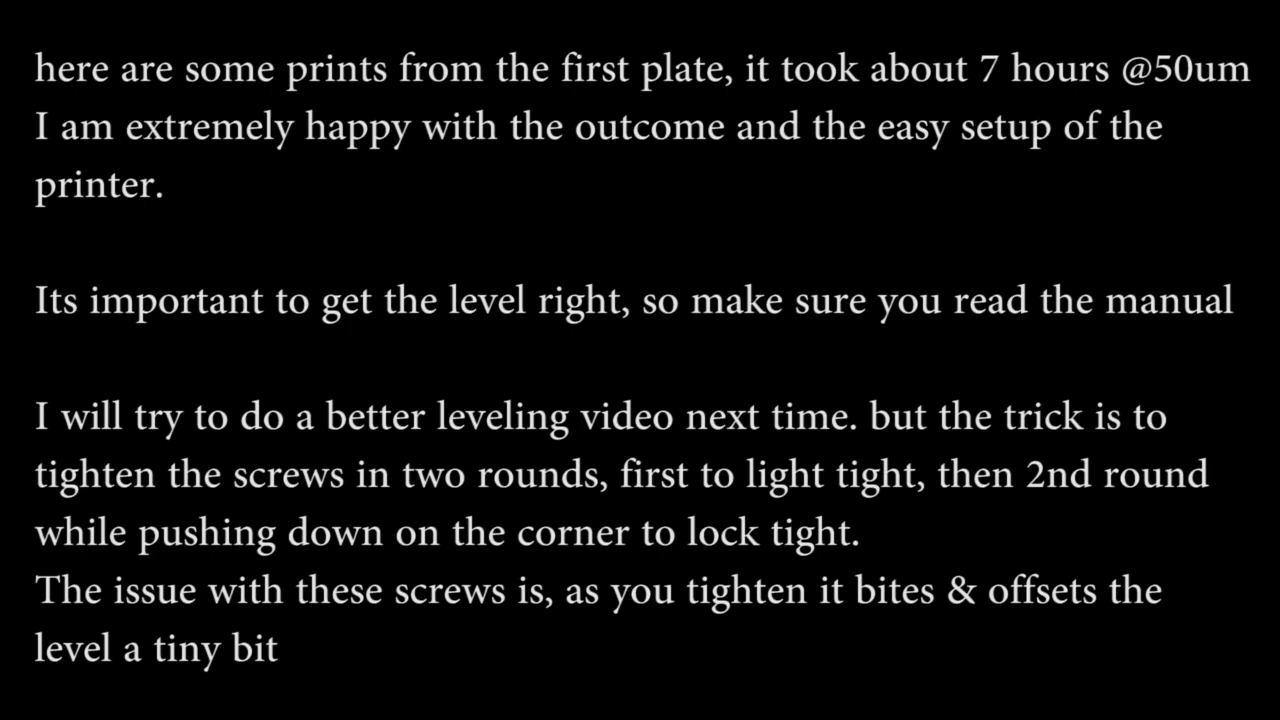 here are some prints from the first plate, it took about 7 hours @50um
I am extremely happy with the outcome and the easy setup of the
printer.
Its important to get the level right, so make sure you read the manual
I will try to do a better leveling video next time. but the trick is to
tighten the screws in two rounds, first to light tight, then 2nd round
while pushing down on the corner to lock tight.
The issue with these screws is, as you tighten it bites & offsets the
level a tiny bit